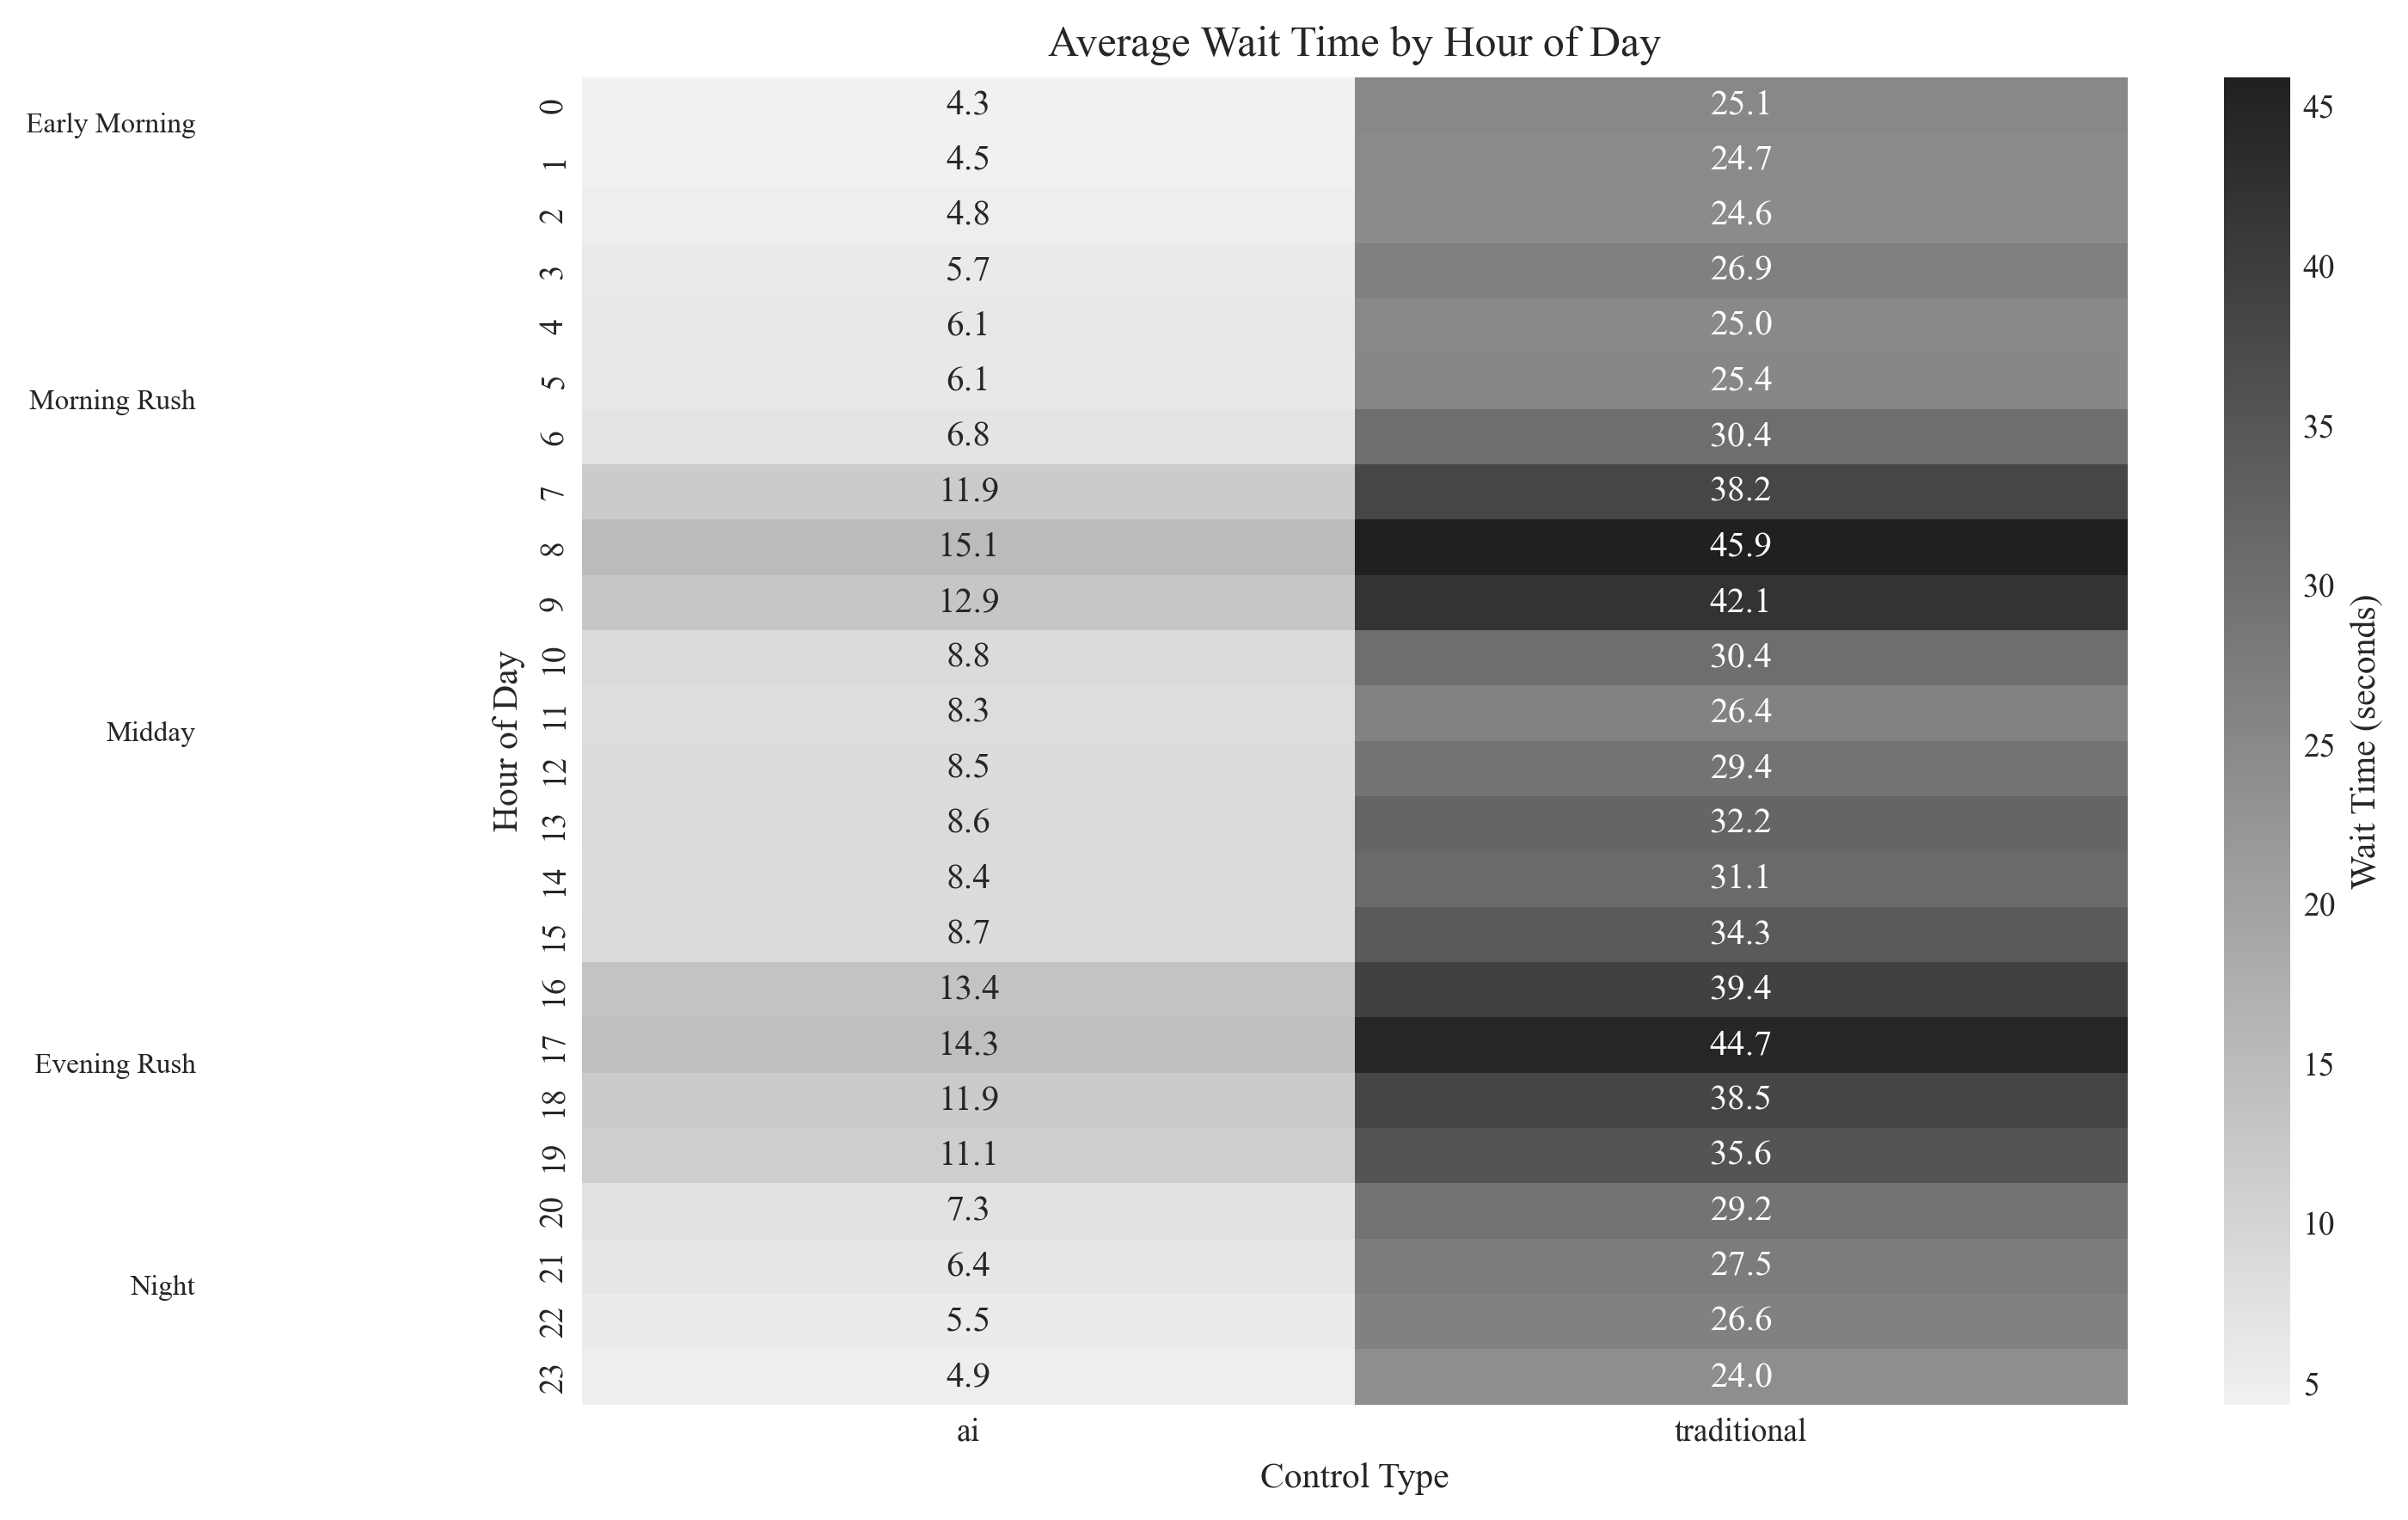 Average Wait Time by Hour of Day
Early Morning
Morning Rush
Midday
Evening Rush
Night
Hour of Day
0 4.3 25.1
1 4.5 24.7
2 4.8 24.6
3 5.7 26.9
4 6.1 25.0
5 6.1 25.4
6 6.8 30.4
7 11.9 38.2
8 15.1 45.9
9 12.9 42.1
10 8.8 30.4
11 8.3 26.4
12 8.5 29.4
13 8.6 32.2
14 8.4 31.1
15 8.7 34.3
16 13.4 39.4
17 14.3 44.7
18 11.9 38.5
19 11.1 35.6
20 7.3 29.2
21 6.4 27.5
22 5.5 26.6
23 4.9 24.0
ai traditional
Control Type
45
40
35
30
25
20
15
10
5
Wait Time (seconds)